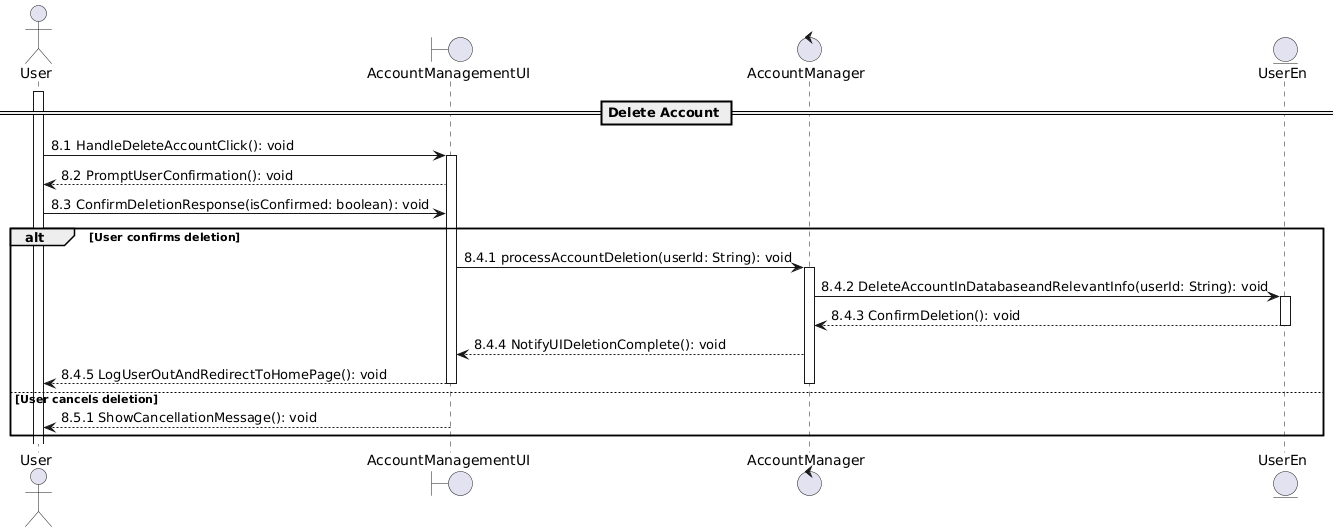 User
AccountManagementUI
AccountManager
UserEn
Delete Account
8.1 HandleDeleteAccountClick(): void
8.2 PromptUserConfirmation(): void
8.3 ConfirmDeletionResponse(isConfirmed: boolean): void
alt [User confirms deletion]
8.4.1 processAccountDeletion(userId: String): void
8.4.2 DeleteAccountInDatabaseandRelevantInfo(userId: String): void
8.4.3 ConfirmDeletion(): void
8.4.4 NotifyUIDeletionComplete(): void
8.4.5 LogUserOutAndRedirectToHomePage(): void
[User cancels deletion]
8.5.1 ShowCancellationMessage(): void
User
AccountManagementUI
AccountManager
UserEn